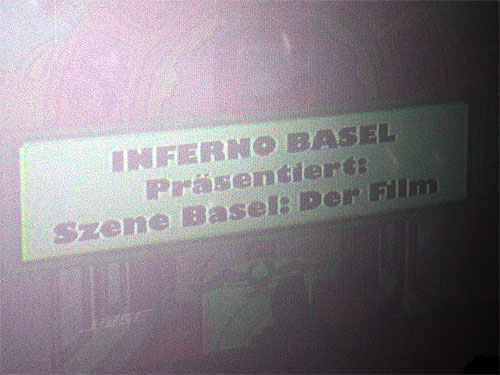 INFERNO BASEL
Präsentiert:
Szene Basel: Der Film